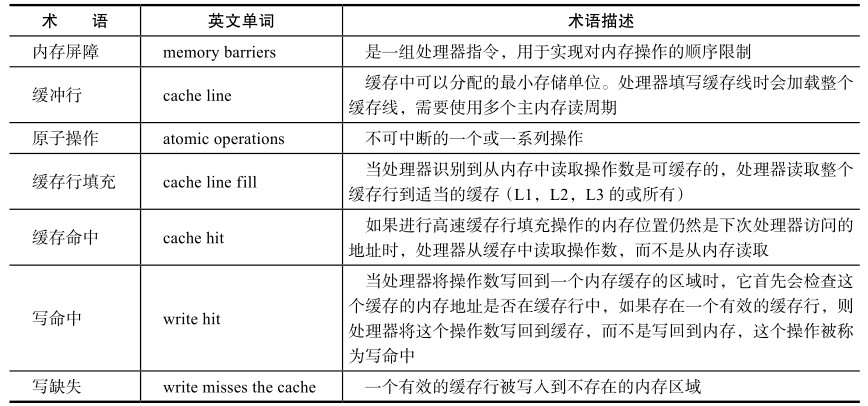 术 语 英文单词 术语描述
内存屏障 memory barriers 是一组处理器指令，用于实现对内存操作的顺序限制
缓冲行 cache line 缓存中可以分配的最小存储单位。处理器填写缓存线时会加载整个
缓存线，需要使用多个主内存读周期
原子操作 atomic operations 不可中断的一个或一系列操作
缓存行填充 cache line fill 当处理器识别到从内存中读取操作数是可缓存的，处理器读取整个
缓存行到适当的缓存（L1，L2，L3 的或所有）
缓存命中 cache hit 如果进行高速缓存行填充操作的内存位置仍然是下次处理器访问的
地址时，处理器从缓存中读取操作数，而不是从内存读取
写命中 write hit 当处理器将操作数写回到一个内存缓存的区域时，它首先会检查这
个缓存的内存地址是否在缓存行中，如果存在一个有效的缓存行，则
处理器将这个操作数写回到缓存，而不是写回到内存，这个操作被称
为写命中
写缺失 write misses the cache 一个有效的缓存行被写入到不存在的内存区域